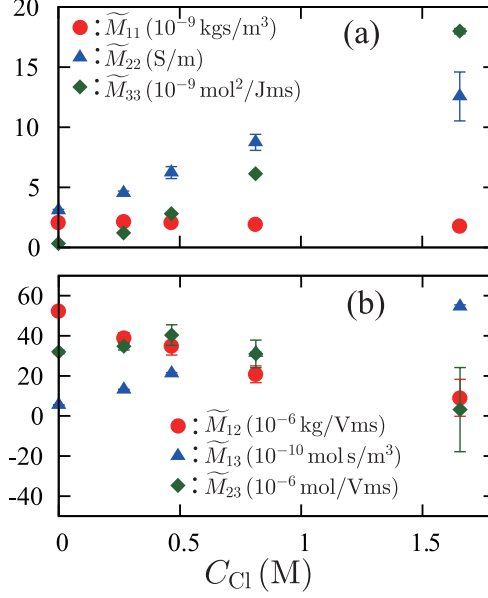 20
(a)
: M̃₁₁ (10⁻⁹ kgs/m³)
: M̃₂₂ (S/m)
15
: M̃₃₃ (10⁻⁹ mol²/Jms)
10
5
0
60
(b)
40
20
0
: M̃₁₂ (10⁻⁶ kg/Vms)
: M̃₁₃ (10⁻¹⁰ mol s/m³)
-20
: M̃₂₃ (10⁻⁶ mol/Vms)
-40
0 0.5 1 1.5
C_Cl (M)